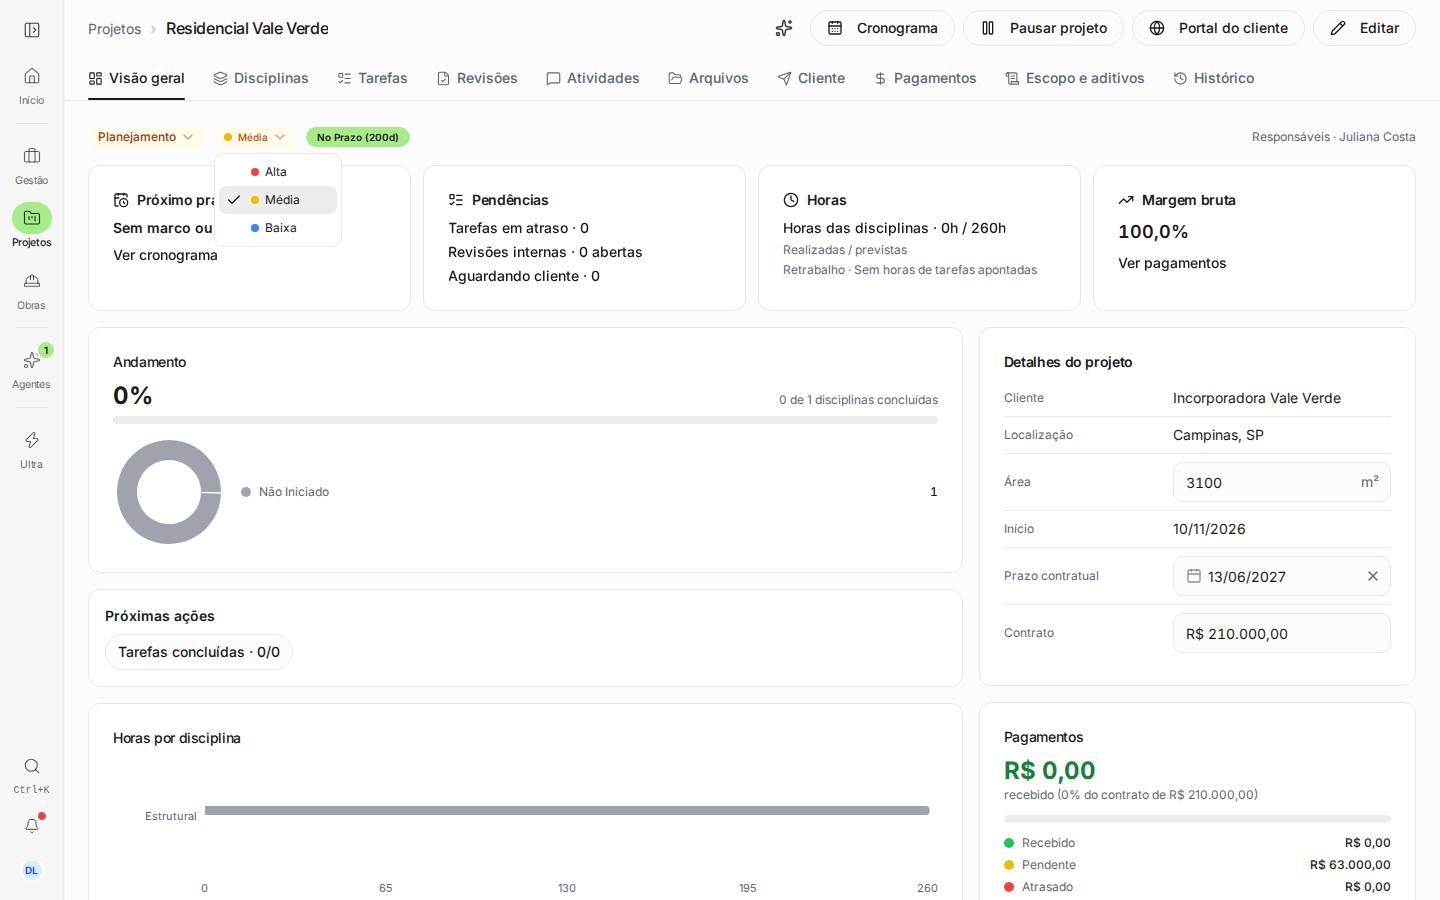 Projetos
Residencial Vale Verde
Cronograma
Pausar projeto
Portal do cliente
Editar
Início
Gestão
Projetos
Obras
1
Agentes
Ultra
Ctrl+K
DL
Visão geral
Disciplinas
Tarefas
Revisões
Atividades
Arquivos
Cliente
Pagamentos
Escopo e aditivos
Histórico
Planejamento
Média
No Prazo (200d)
Responsáveis · Juliana Costa
Alta
Média
Baixa
Próximo
Sem marco ou
Ver cronograma
Pendências
Tarefas em atraso · 0
Revisões internas · 0 abertas
Aguardando cliente · 0
Horas
Horas das disciplinas · 0h / 260h
Realizadas / previstas
Retrabalho · Sem horas de tarefas apontadas
Margem bruta
100,0%
Ver pagamentos
Andamento
0%
0 de 1 disciplinas concluídas
Não Iniciado
1
Próximas ações
Tarefas concluídas · 0/0
Horas por disciplina
Estrutural
0 65 130 195 260
Detalhes do projeto
Cliente Incorporadora Vale Verde
Localização Campinas, SP
Área 3100 m²
Início 10/11/2026
Prazo contratual 13/06/2027
Contrato R$ 210.000,00
Pagamentos
R$ 0,00
recebido (0% do contrato de R$ 210.000,00)
Recebido R$ 0,00
Pendente R$ 63.000,00
Atrasado R$ 0,00